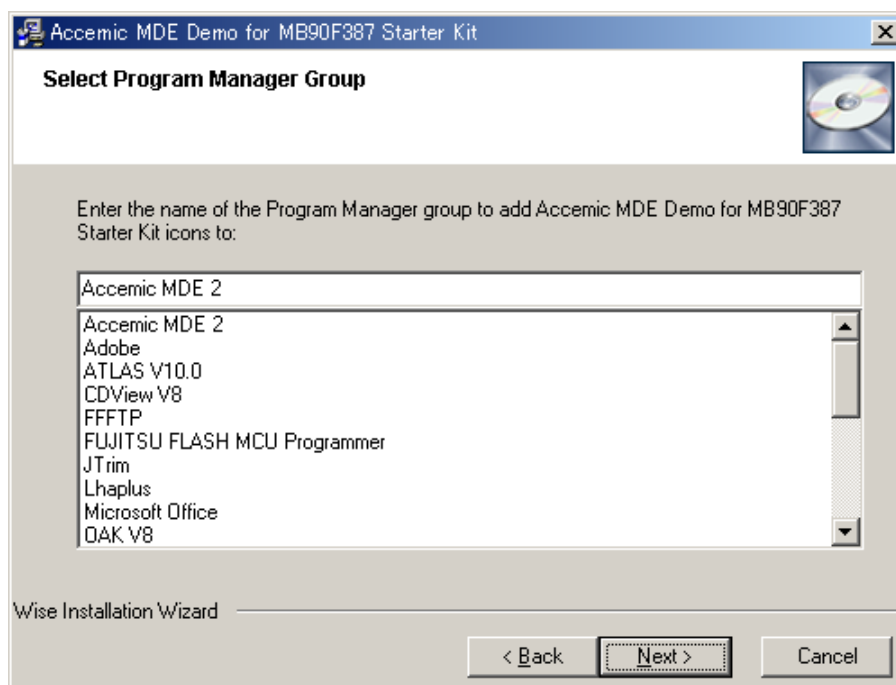 Accemic MDE Demo for MB90F387 Starter Kit
Select Program Manager Group
Enter the name of the Program Manager group to add Accemic MDE Demo for MB90F387
Starter Kit icons to:
Accemic MDE 2
Accemic MDE 2
Adobe
ATLAS V10.0
CDView V8
FFFTP
FUJITSU FLASH MCU Programmer
JTrim
Lhaplus
Microsoft Office
OAK V8
Wise Installation Wizard
< Back
Next >
Cancel